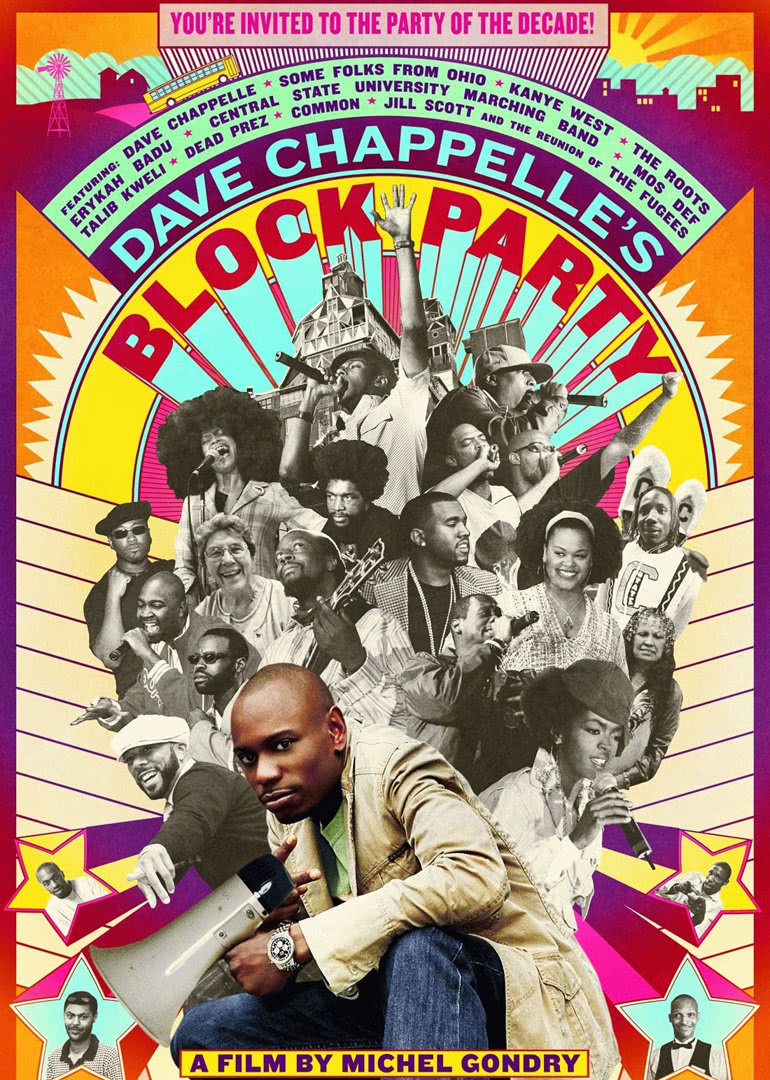 YOU'RE INVITED TO THE PARTY OF THE DECADE!
FEATURING: DAVE CHAPPELLE ★ SOME FOLKS FROM OHIO ★ KANYE WEST ★ THE ROOTS
ERYKAH BADU ★ CENTRAL STATE UNIVERSITY MARCHING BAND ★ MOS DEF
TALIB KWELI ★ DEAD PREZ ★ COMMON ★ JILL SCOTT AND THE REUNION OF THE FUGEES
DAVE CHAPPELLE'S
BLOCK PARTY
C
A FILM BY MICHEL GONDRY